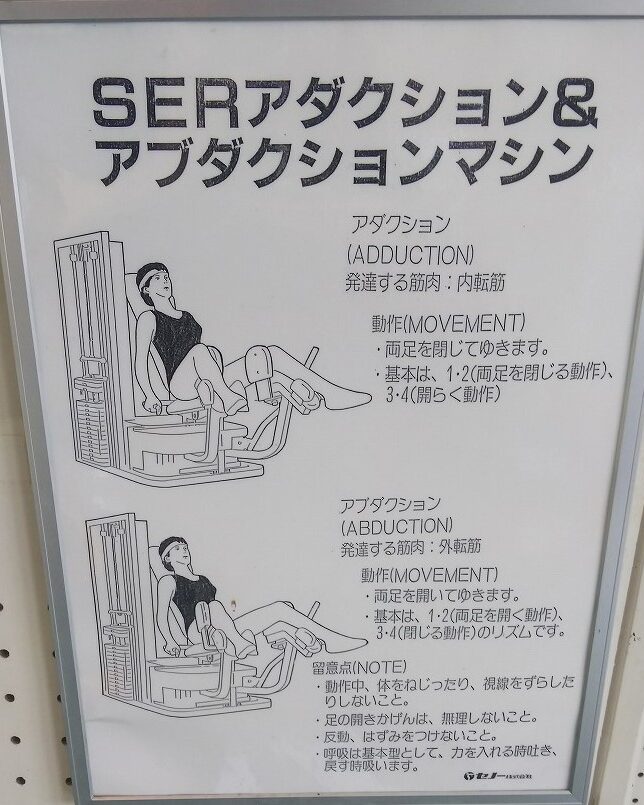 SERアダクション&
アブダクションマシン
アダクション
(ADDUCTION)
発達する筋肉：内転筋
動作(MOVEMENT)
・両足を閉じてゆきます。
・基本は、1・2(両足を閉じる動作)、
3・4(開らく動作)
アブダクション
(ABDUCTION)
発達する筋肉：外転筋
動作(MOVEMENT)
・両足を開いてゆきます。
・基本は、1・2(両足を開く動作)、
3・4(閉じる動作)のリズムです。
留意点(NOTE)
・動作中、体をねじったり、視線をずらした
りしないこと。
・足の開きかげんは、無理しないこと。
・反動、はずみをつけないこと。
・呼吸は基本型として、力を入れる時吐き、
戻す時吸います。
セノー株式会社